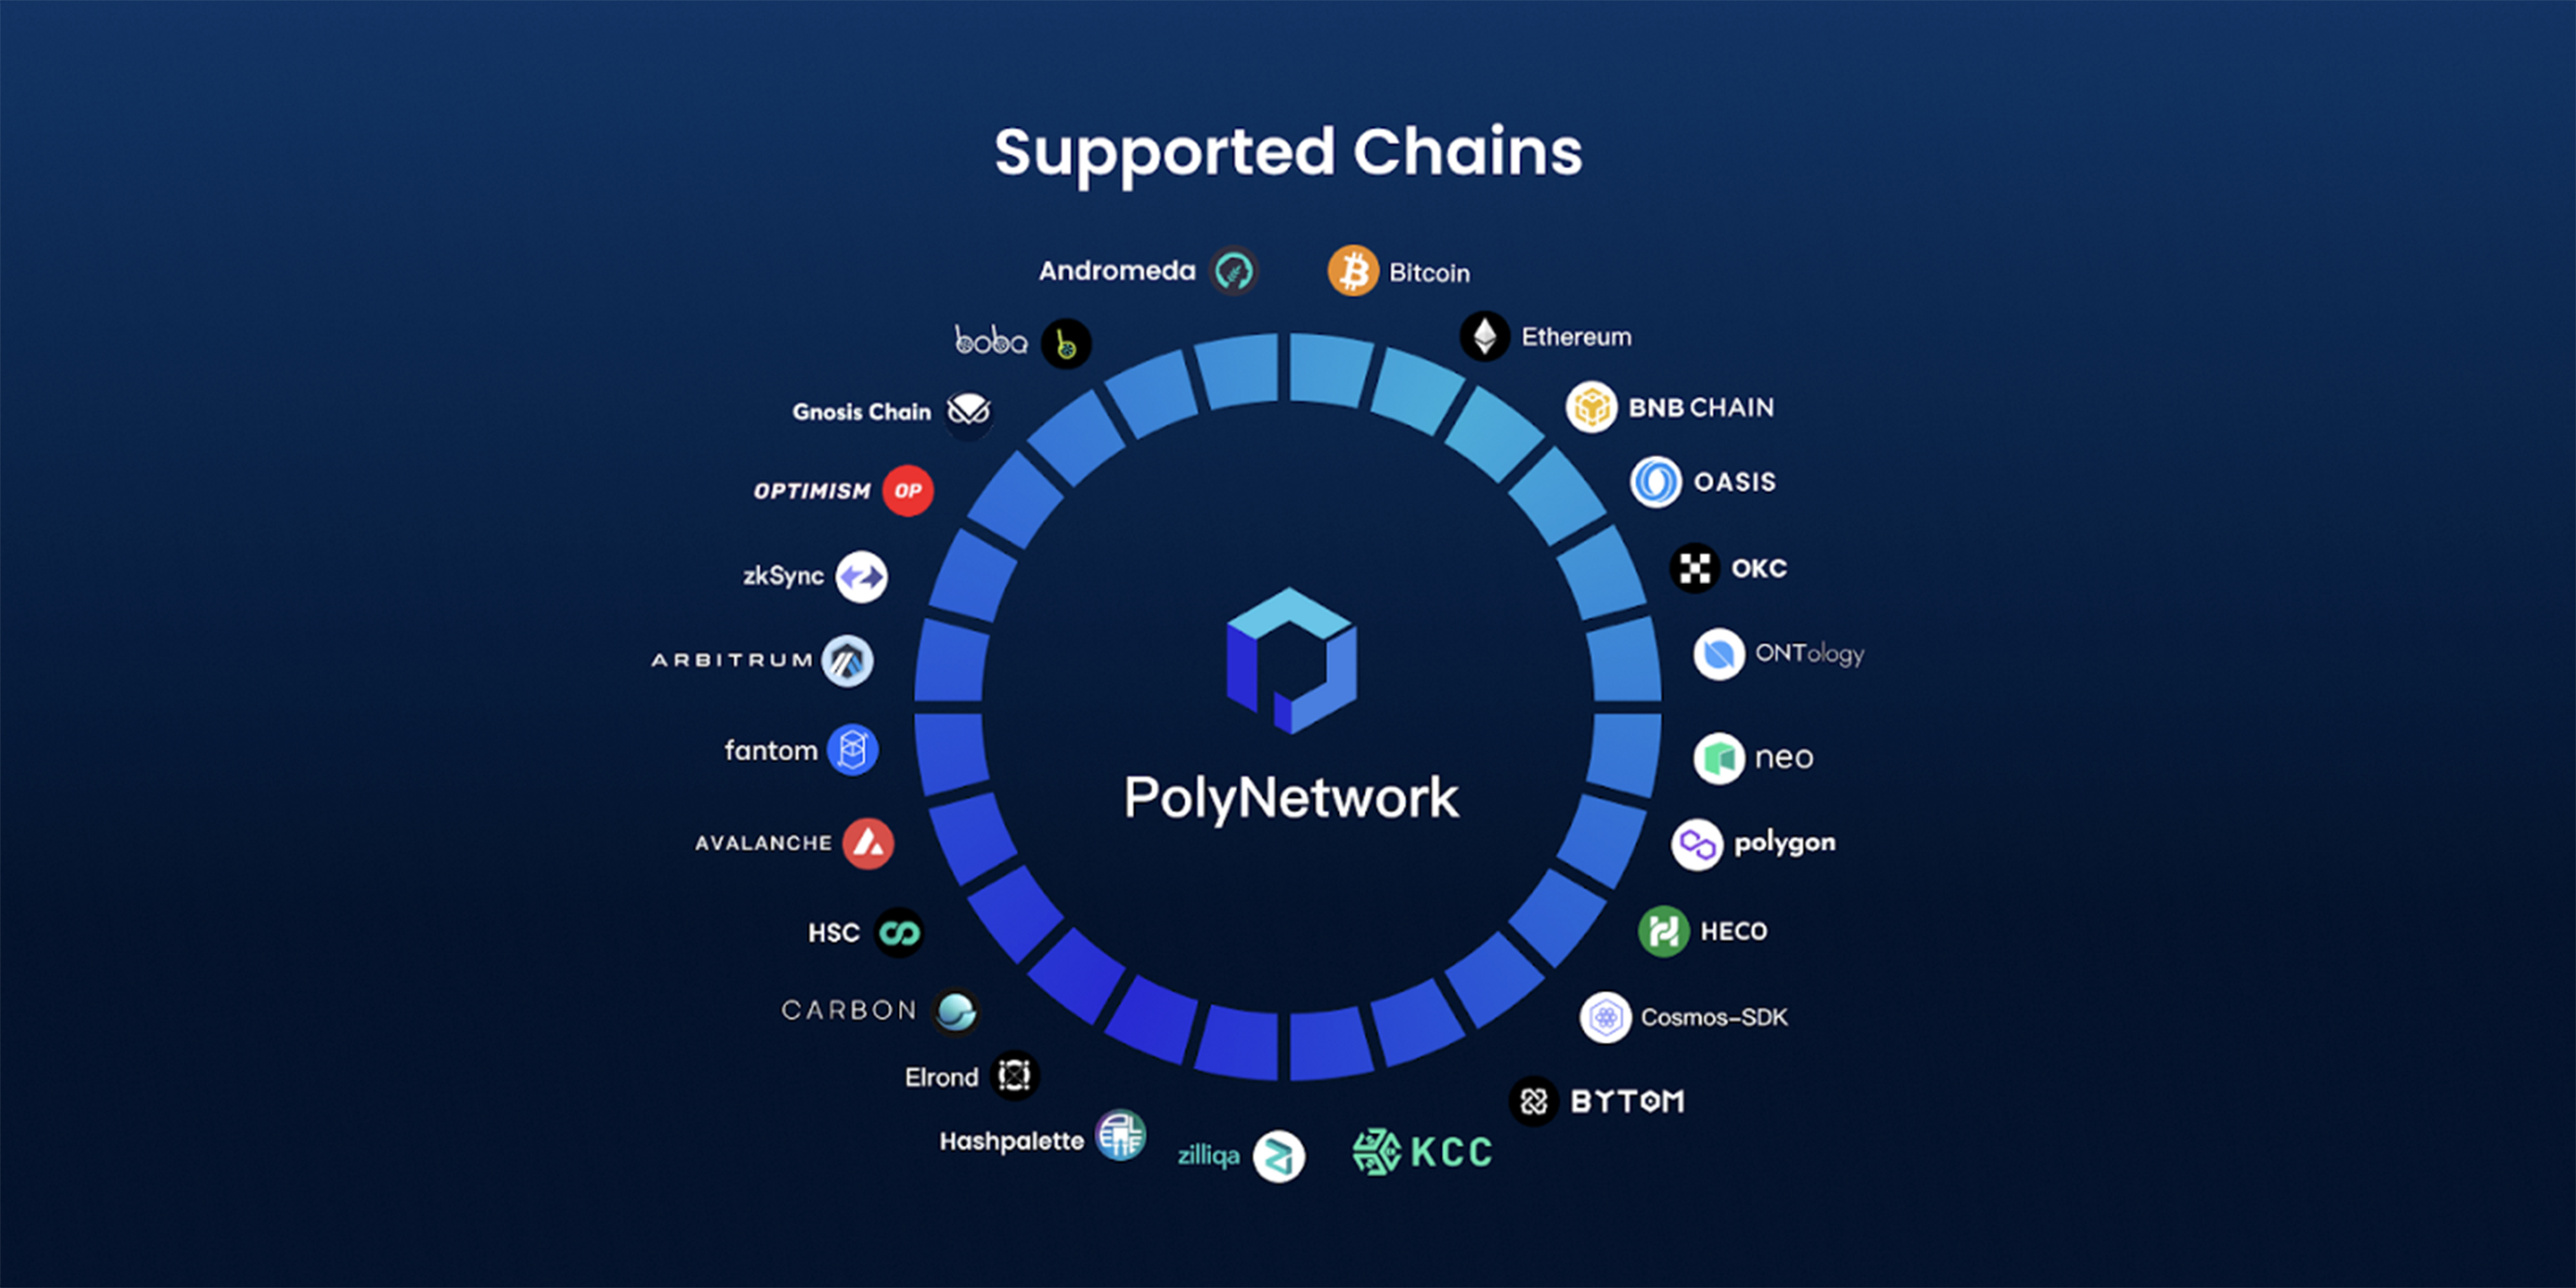 Supported Chains
Andromeda
Bitcoin
boba
Ethereum
Gnosis Chain
BNB CHAIN
OPTIMISM OP
OASIS
zkSync
OKC
ARBITRUM
ONTology
fantom
neo
AVALANCHE
polygon
HSC
HECO
CARBON
Cosmos-SDK
Elrond
BYTOM
Hashpalette
zilliqa
KCC
PolyNetwork